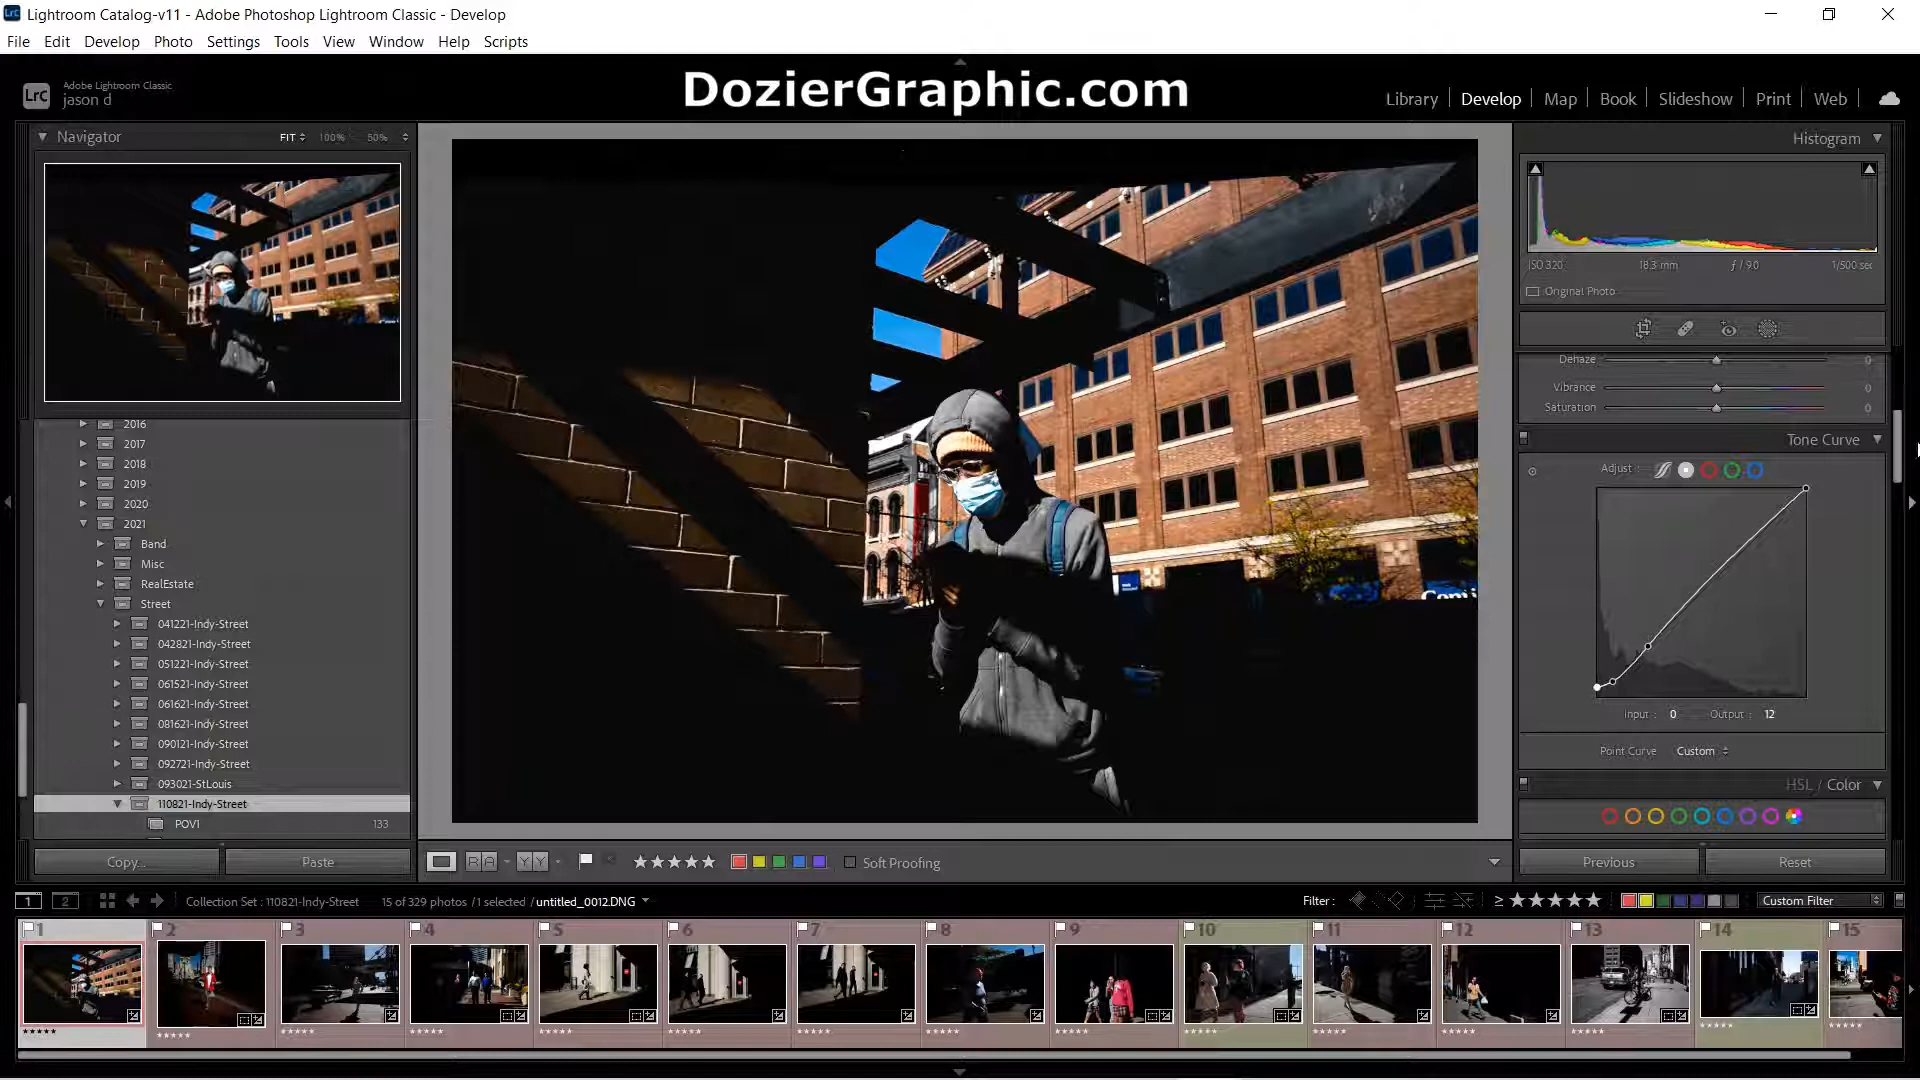 Lightroom Catalog-v11 - Adobe Photoshop Lightroom Classic - Develop
File Edit Develop Photo Settings Tools View Window Help Scripts
DozierGraphic.com
LrC Adobe Lightroom Classic
jason d
Library Develop Map Book Slideshow Print Web
Navigator FIT 100% 50%
Histogram
ISO 320 18.3 mm ƒ / 9.0 1/500 sec
Original Photo
Dehaze 0
Vibrance 0
Saturation 0
Tone Curve
Adjust :
Input : 0 Output : 12
Point Curve Custom
HSL / Color
Previous Reset
2016
2017
2018
2019
2020
2021
Band
Misc
RealEstate
Street
041221-Indy-Street
042821-Indy-Street
051221-Indy-Street
061521-Indy-Street
061621-Indy-Street
081621-Indy-Street
090121-Indy-Street
092721-Indy-Street
093021-StLouis
110821-Indy-Street
POV1 133
Copy... Paste
R A Y Y Soft Proofing
1 2 Collection Set : 110821-Indy-Street 15 of 329 photos / 1 selected / untitled_0012.DNG Filter : ≥ Custom Filter
1 2 3 4 5 6 7 8 9 10 11 12 13 14 15